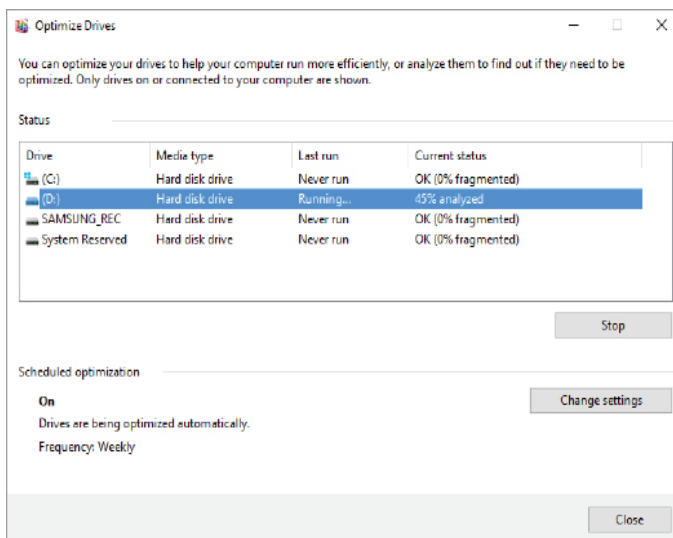 Optimize Drives
You can optimize your drives to help your computer run more efficiently, or analyze them to find out if they need to be
optimized. Only drives on or connected to your computer are shown.
Status
Drive Media type Last run Current status
(C:) Hard disk drive Never run OK (0% fragmented)
(D:) Hard disk drive Running... 45% analyzed
SAMSUNG_REC Hard disk drive Never run OK (0% fragmented)
System Reserved Hard disk drive Never run OK (0% fragmented)
Stop
Scheduled optimization
On Change settings
Drives are being optimized automatically.
Frequency: Weekly
Close